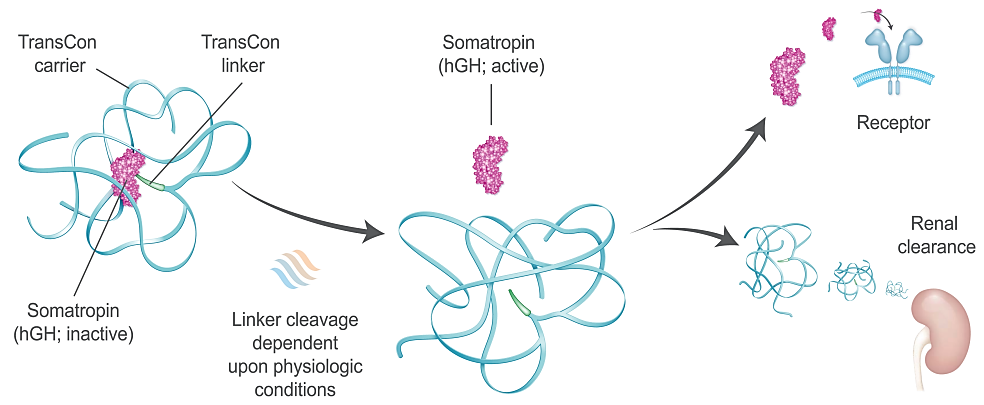 TransCon
carrier
TransCon
linker
Somatropin
(hGH; inactive)
Linker cleavage
dependent
upon physiologic
conditions
Somatropin
(hGH; active)
Receptor
Renal
clearance